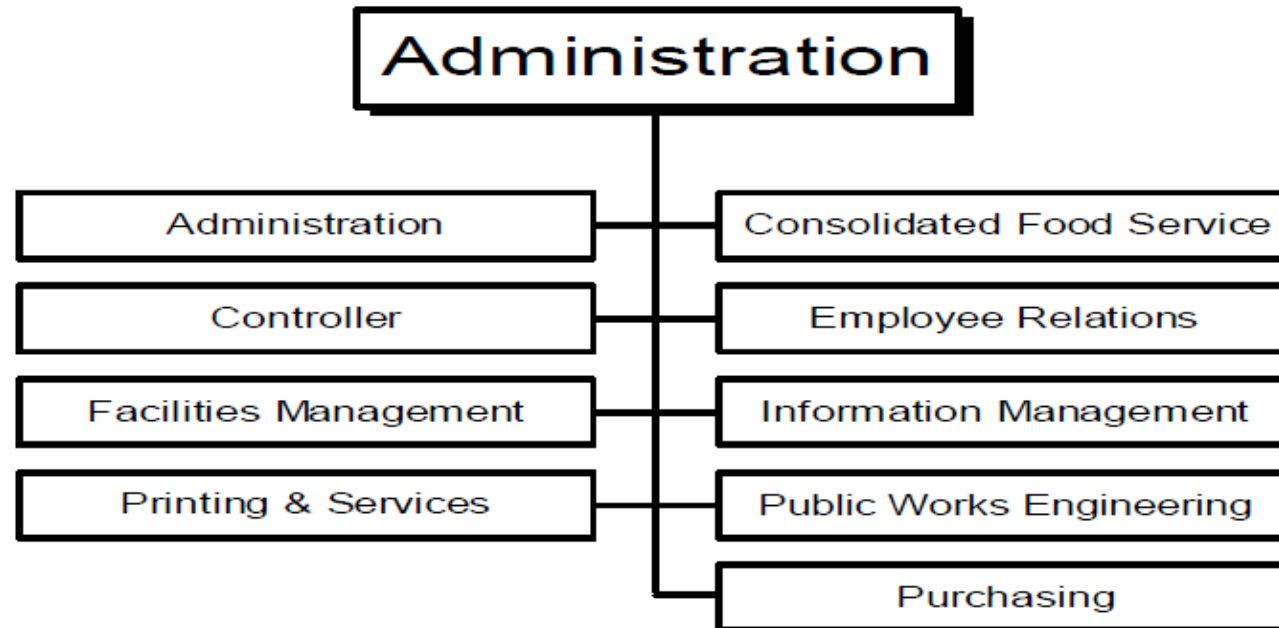 Administration
Administration
Consolidated Food Service
Controller
Employee Relations
Facilities Management
Information Management
Printing & Services
Public Works Engineering
Purchasing